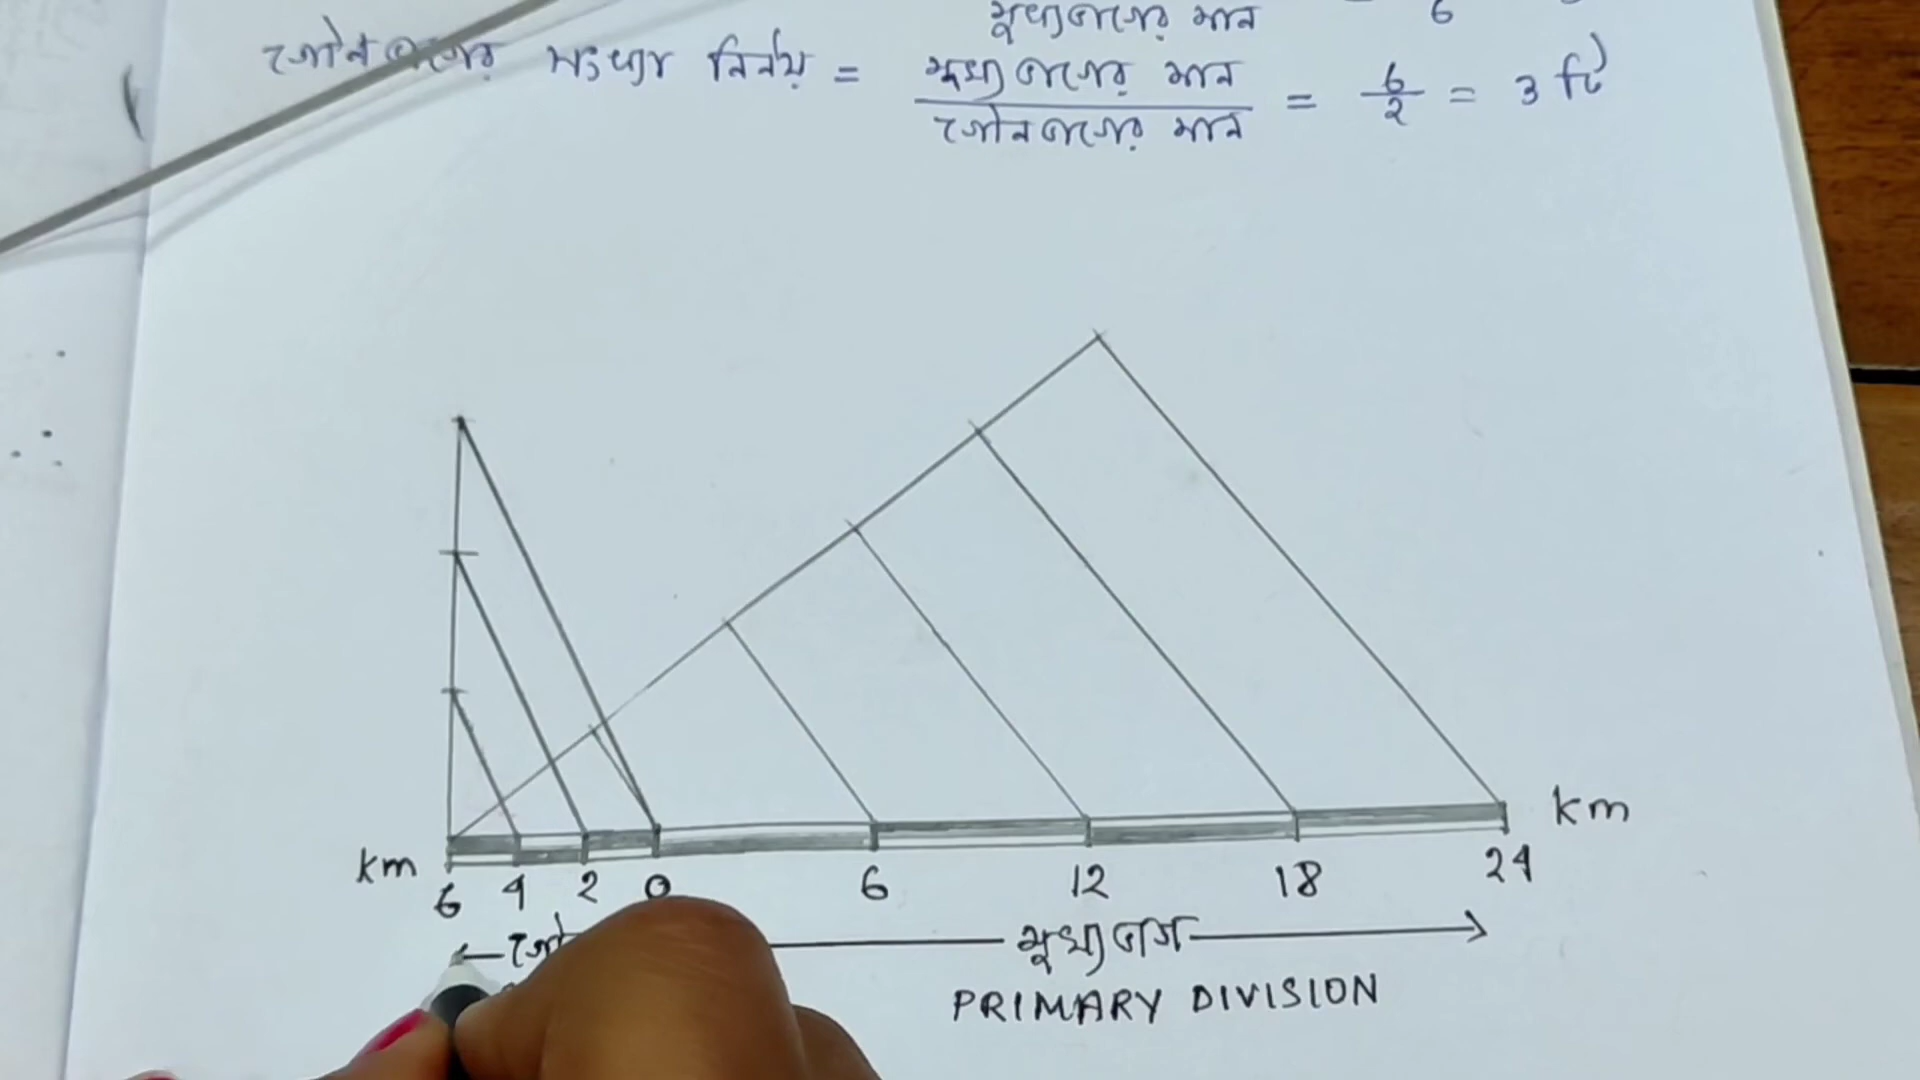 মুখ্যভাগের মান 6
গৌনভাগের সংখ্যা নির্নয় = মুখ্যভাগের মান / গৌনভাগের মান = 6/2 = 3 টি
km 6 4 2 0 6 12 18 24 km
মুখ্যভাগ
PRIMARY DIVISION